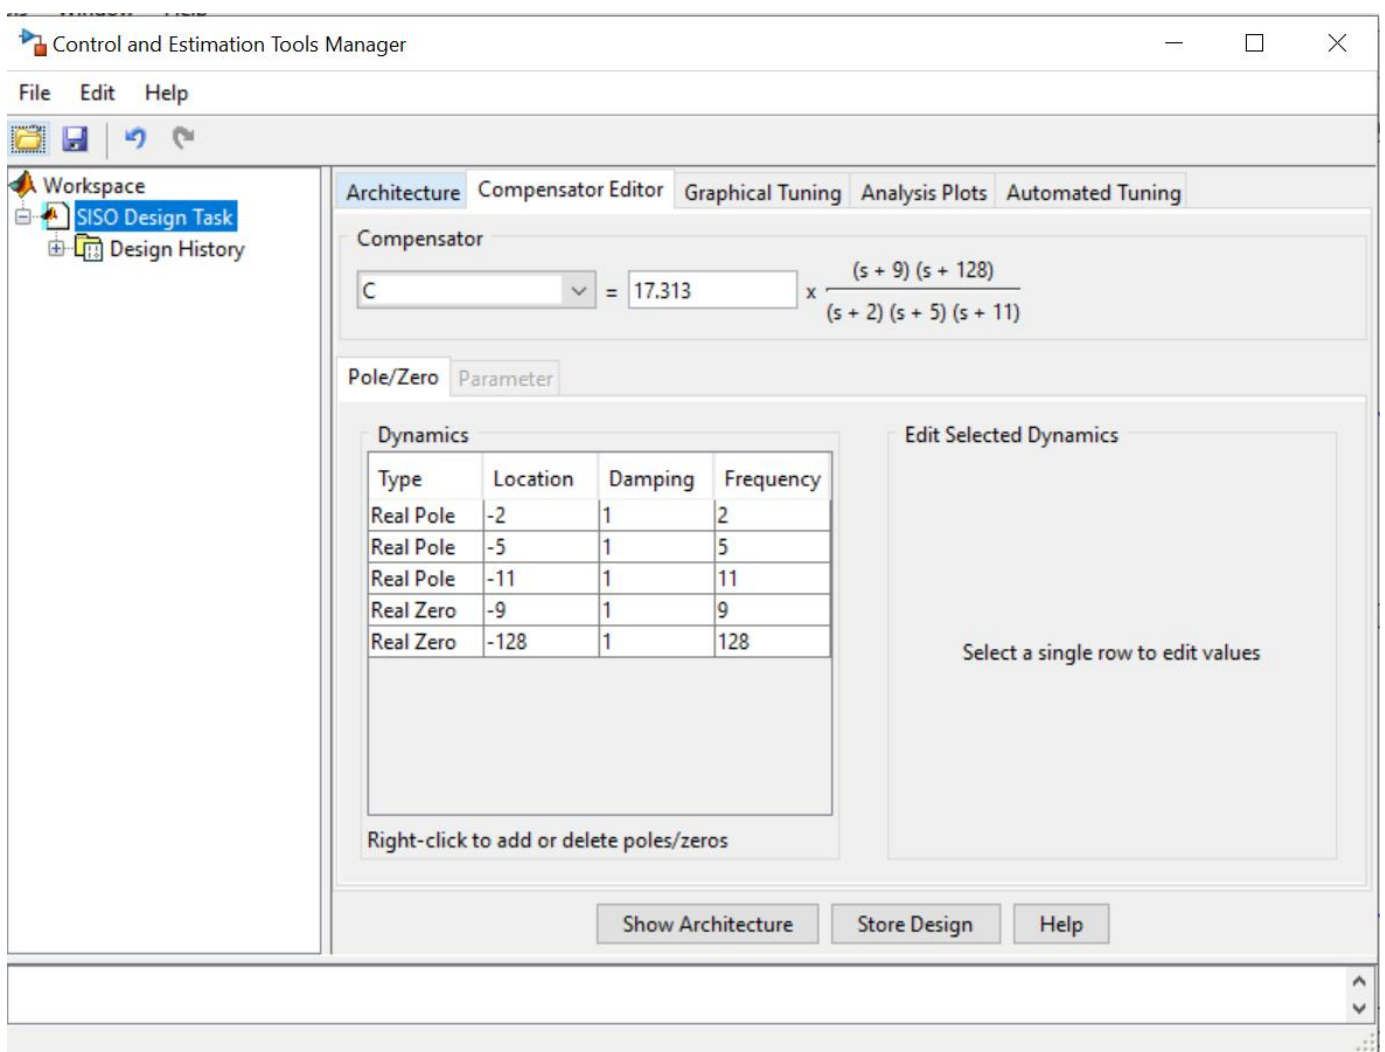 Control and Estimation Tools Manager
File Edit Help
Workspace
SISO Design Task
Design History
Architecture Compensator Editor Graphical Tuning Analysis Plots Automated Tuning
Compensator
C = 17.313 x (s + 9) (s + 128)
(s + 2) (s + 5) (s + 11)
Pole/Zero Parameter
Dynamics
Type Location Damping Frequency
Real Pole -2 1 2
Real Pole -5 1 5
Real Pole -11 1 11
Real Zero -9 1 9
Real Zero -128 1 128
Right-click to add or delete poles/zeros
Edit Selected Dynamics
Select a single row to edit values
Show Architecture Store Design Help